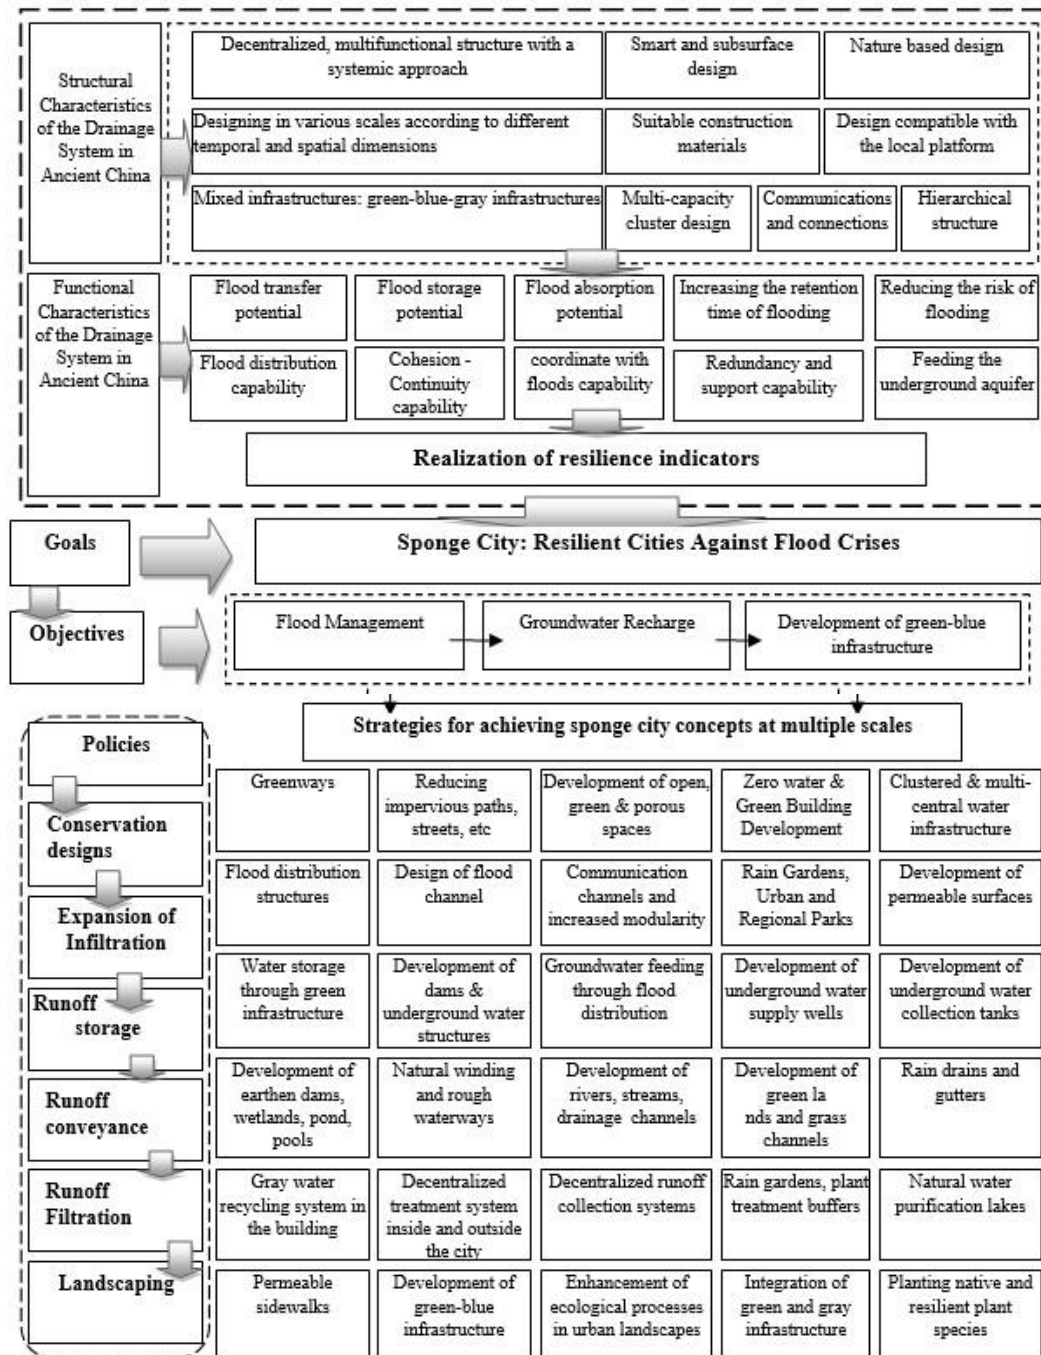 Structural
Characteristics
of the Drainage
System in
Ancient China
Decentralized, multifunctional structure with a
systemic approach
Smart and subsurface
design
Nature based design
Designing in various scales according to different
temporal and spatial dimensions
Suitable construction
materials
Design compatible with
the local platform
Mixed infrastructures: green-blue-gray infrastructures
Multi-capacity
cluster design
Communications
and connections
Hierarchical
structure
Functional
Characteristics
of the Drainage
System in
Ancient China
Flood transfer
potential
Flood storage
potential
Flood absorption
potential
Increasing the retention
time of flooding
Reducing the risk of
flooding
Flood distribution
capability
Cohesion -
Continuity
capability
coordinate with
floods capability
Redundancy and
support capability
Feeding the
underground aquifer
Realization of resilience indicators
Goals
Sponge City: Resilient Cities Against Flood Crises
Objectives
Flood Management
Groundwater Recharge
Development of green-blue
infrastructure
Strategies for achieving sponge city concepts at multiple scales
Policies
Conservation
designs
Expansion of
Infiltration
Runoff
storage
Runoff
conveyance
Runoff
Filtration
Landscaping
Greenways
Reducing
impervious paths,
streets, etc
Development of open,
green & porous
spaces
Zero water &
Green Building
Development
Clustered & multi-
central water
infrastructure
Flood distribution
structures
Design of flood
channel
Communication
channels and
increased modularity
Rain Gardens,
Urban and
Regional Parks
Development of
permeable surfaces
Water storage
through green
infrastructure
Development of
dams &
underground water
structures
Groundwater feeding
through flood
distribution
Development of
underground water
supply wells
Development of
underground water
collection tanks
Development of
earthen dams,
wetlands, pond,
pools
Natural winding
and rough
waterways
Development of
rivers, streams,
drainage channels
Development of
green la
nds and grass
channels
Rain drains and
gutters
Gray water
recycling system in
the building
Decentralized
treatment system
inside and outside
the city
Decentralized runoff
collection systems
Rain gardens, plant
treatment buffers
Natural water
purification lakes
Permeable
sidewalks
Development of
green-blue
infrastructure
Enhancement of
ecological processes
in urban landscapes
Integration of
green and gray
infrastructure
Planting native and
resilient plant
species